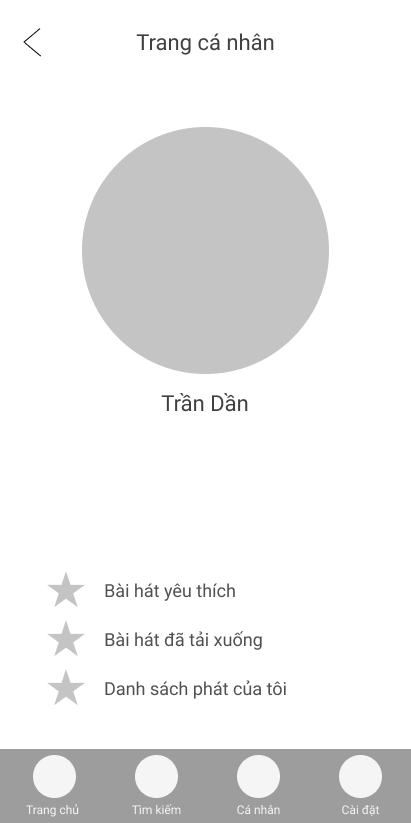 Trang cá nhân
Trần Dần
Bài hát yêu thích
Bài hát đã tải xuống
Danh sách phát của tôi
Trang chủ
Tìm kiếm
Cá nhân
Cài đặt